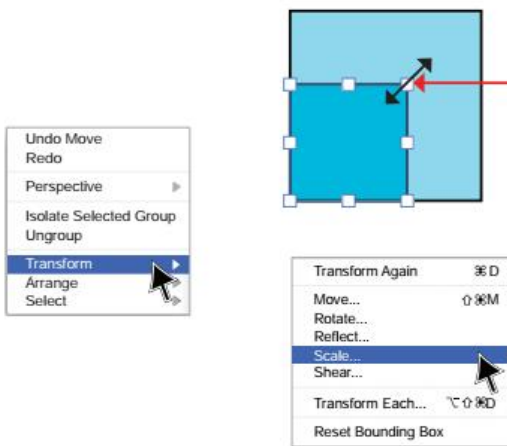 Undo Move
Redo
Perspective
Isolate Selected Group
Ungroup
Transform
Arrange
Select
Transform Again ⌘D
Move... ⇧⌘M
Rotate...
Reflect...
Scale...
Shear...
Transform Each... ⌥⇧⌘D
Reset Bounding Box